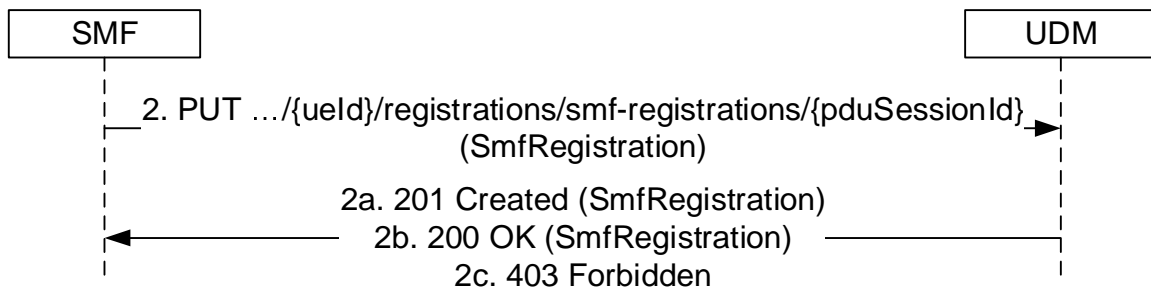 SMF
UDM
2. PUT …/{ueId}/registrations/smf-registrations/{pduSessionId}
(SmfRegistration)
2a. 201 Created (SmfRegistration)
2b. 200 OK (SmfRegistration)
2c. 403 Forbidden